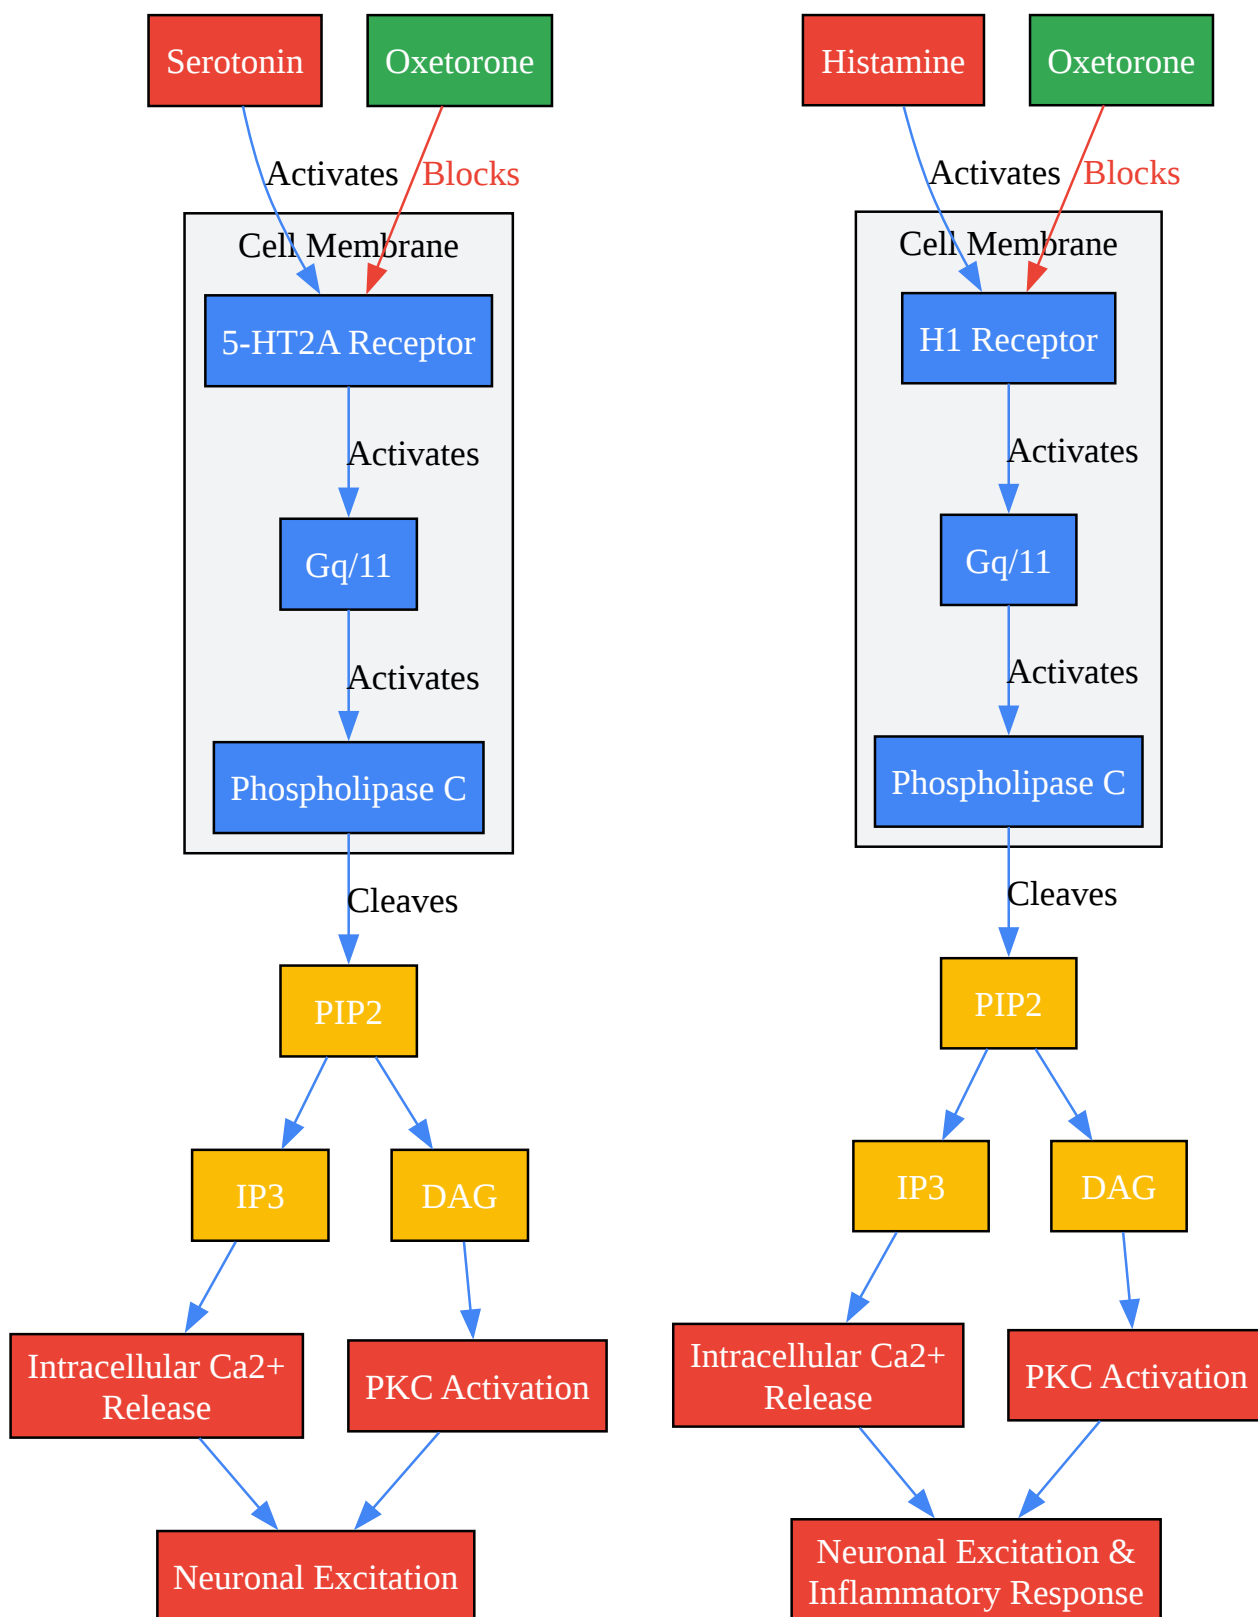 Serotonin
Oxetorone
Activates
Blocks
Cell Membrane
5-HT2A Receptor
Activates
Gq/11
Activates
Phospholipase C
Cleaves
PIP2
IP3
DAG
Intracellular Ca2+
Release
PKC Activation
Neuronal Excitation
Histamine
Oxetorone
Activates
Blocks
Cell Membrane
H1 Receptor
Activates
Gq/11
Activates
Phospholipase C
Cleaves
PIP2
IP3
DAG
Intracellular Ca2+
Release
PKC Activation
Neuronal Excitation &
Inflammatory Response